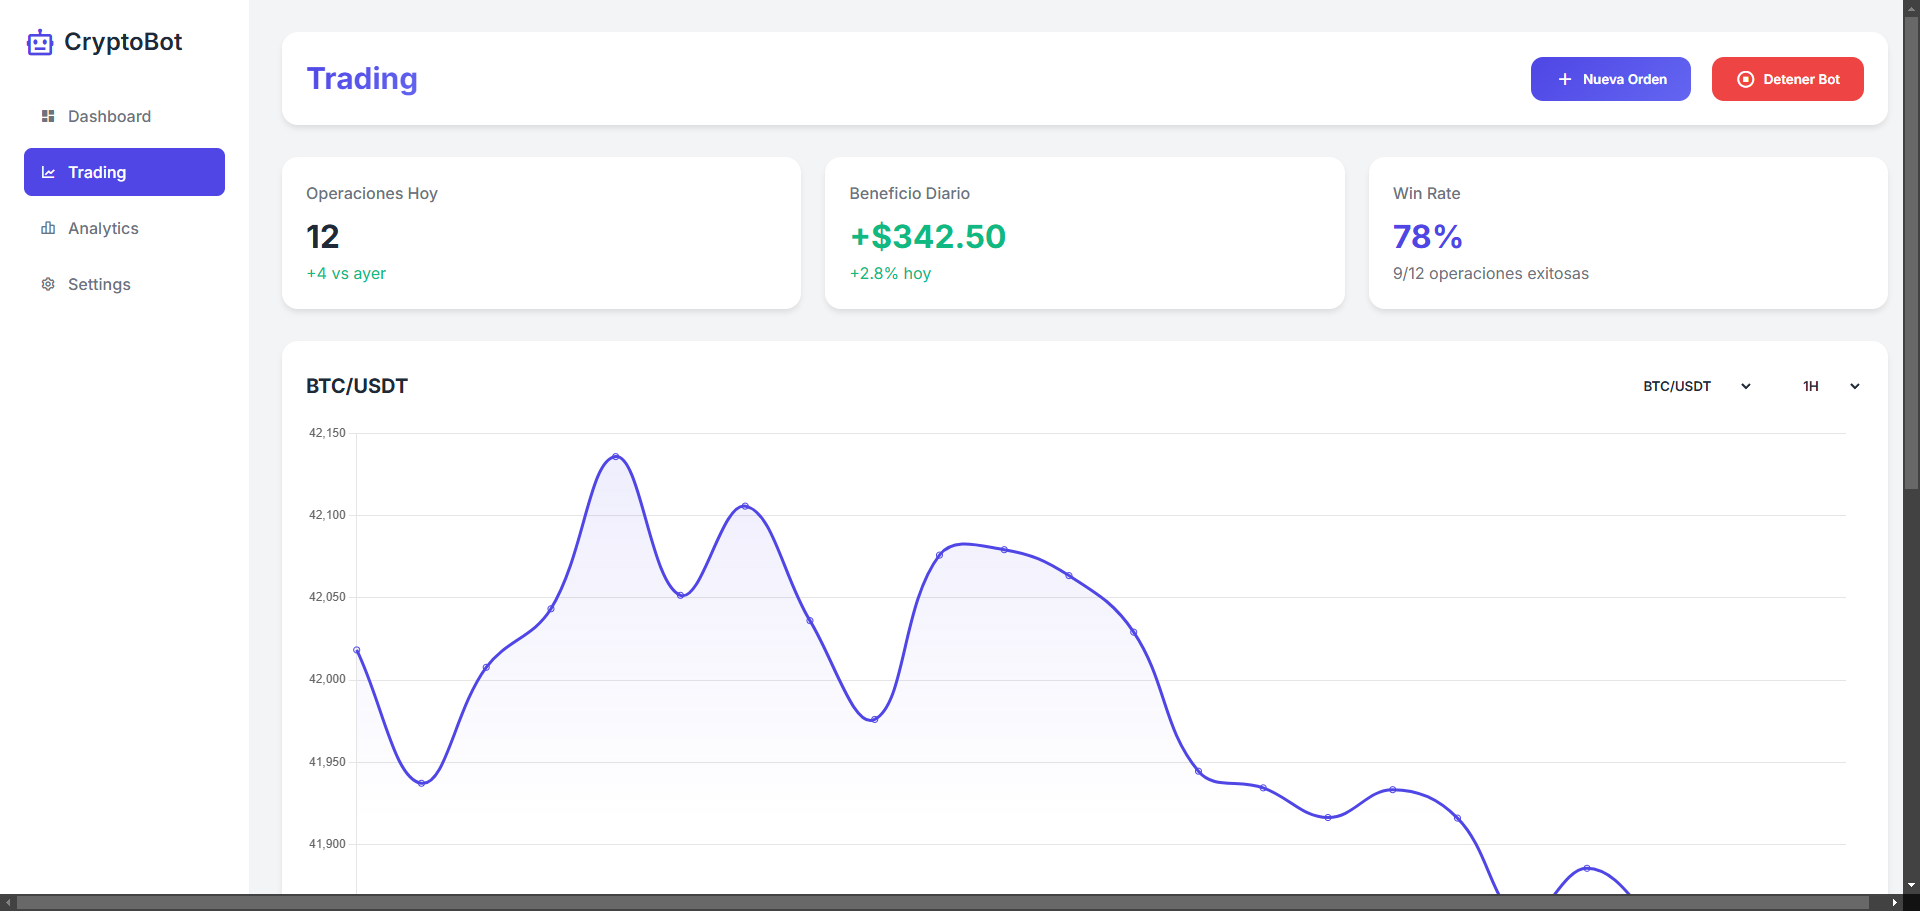 CryptoBot
Dashboard
Trading
Analytics
Settings
Trading
Nueva Orden
Detener Bot
Operaciones Hoy
12
+4 vs ayer
Beneficio Diario
+$342.50
+2.8% hoy
Win Rate
78%
9/12 operaciones exitosas
BTC/USDT
BTC/USDT
1H
42,150
42,100
42,050
42,000
41,950
41,900